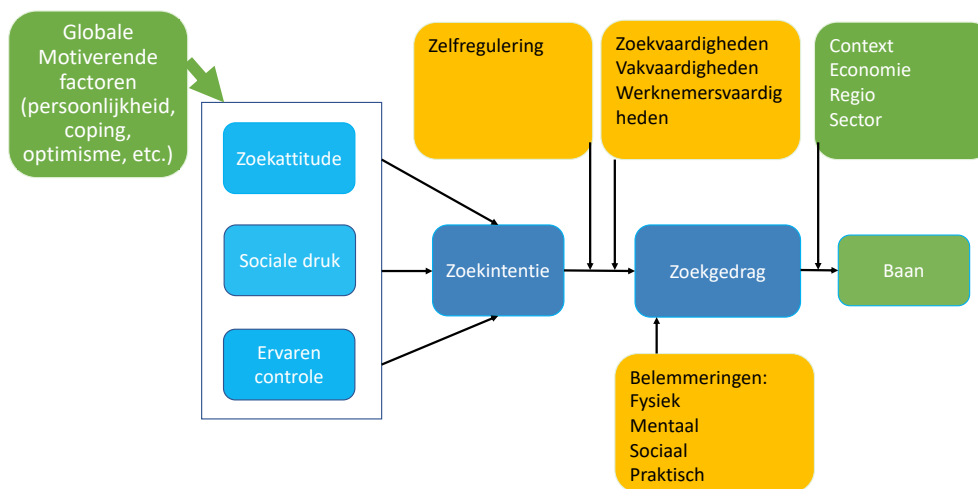 Globale
Motiverende
factoren
(persoonlijkheid,
coping,
optimisme, etc.)
Zelfregulering
Zoekvaardigheden
Vakvaardigheden
Werknemersvaardig
heden
Context
Economie
Regio
Sector
Zoekattitude
Sociale druk
Ervaren
controle
Zoekintentie
Zoekgedrag
Baan
Belemmeringen:
Fysiek
Mentaal
Sociaal
Praktisch